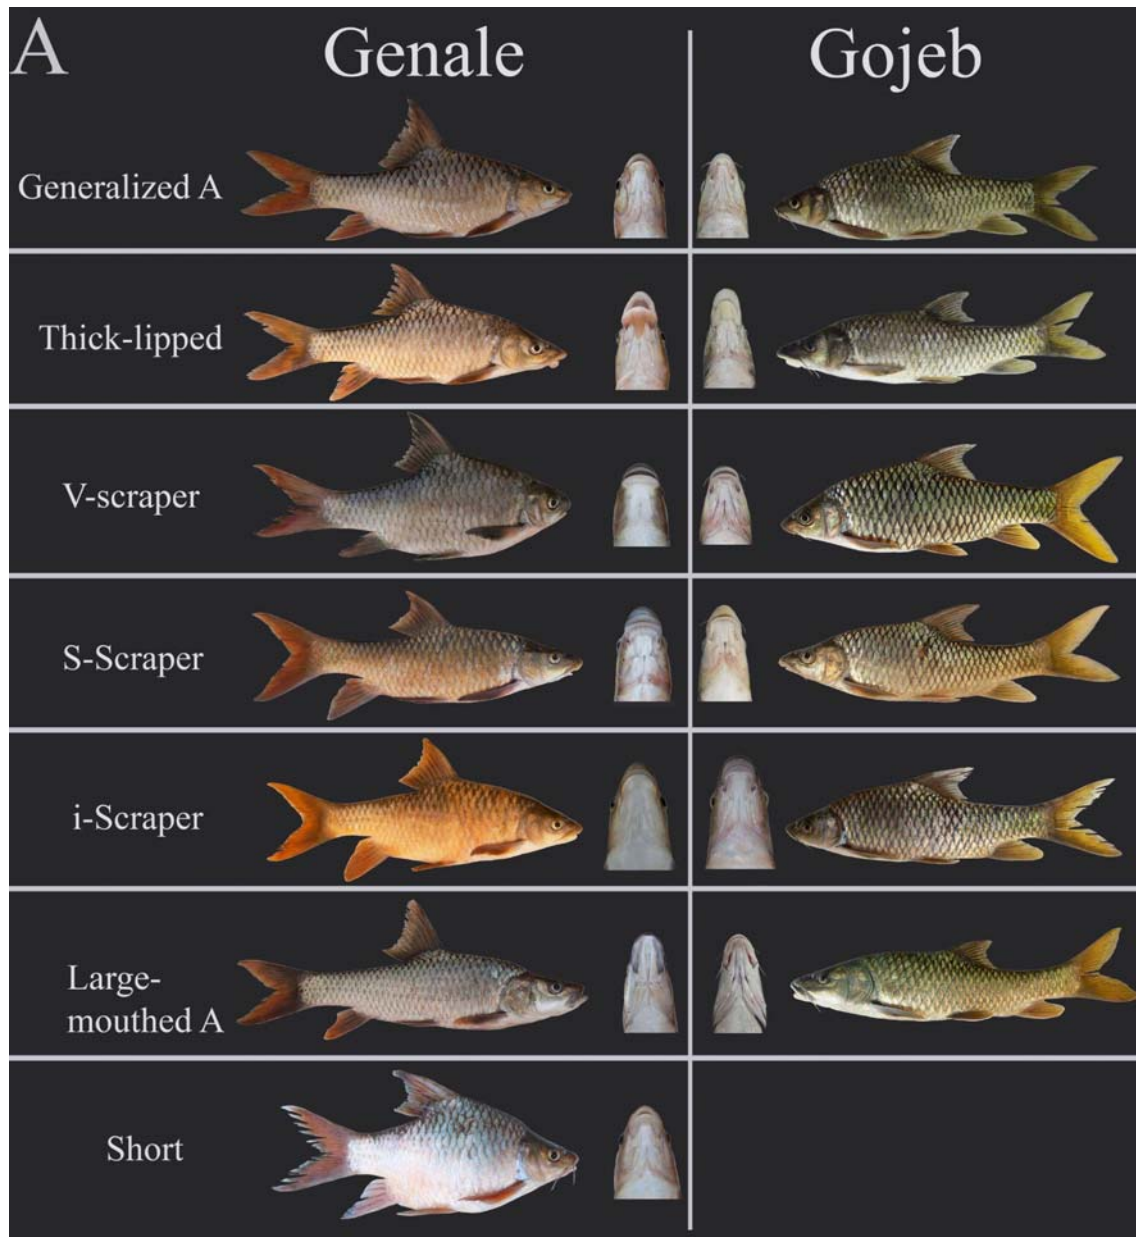 A
Genale
Gojeb
Generalized A
Thick-lipped
V-scraper
S-Scraper
i-Scraper
Large-
mouthed A
Short